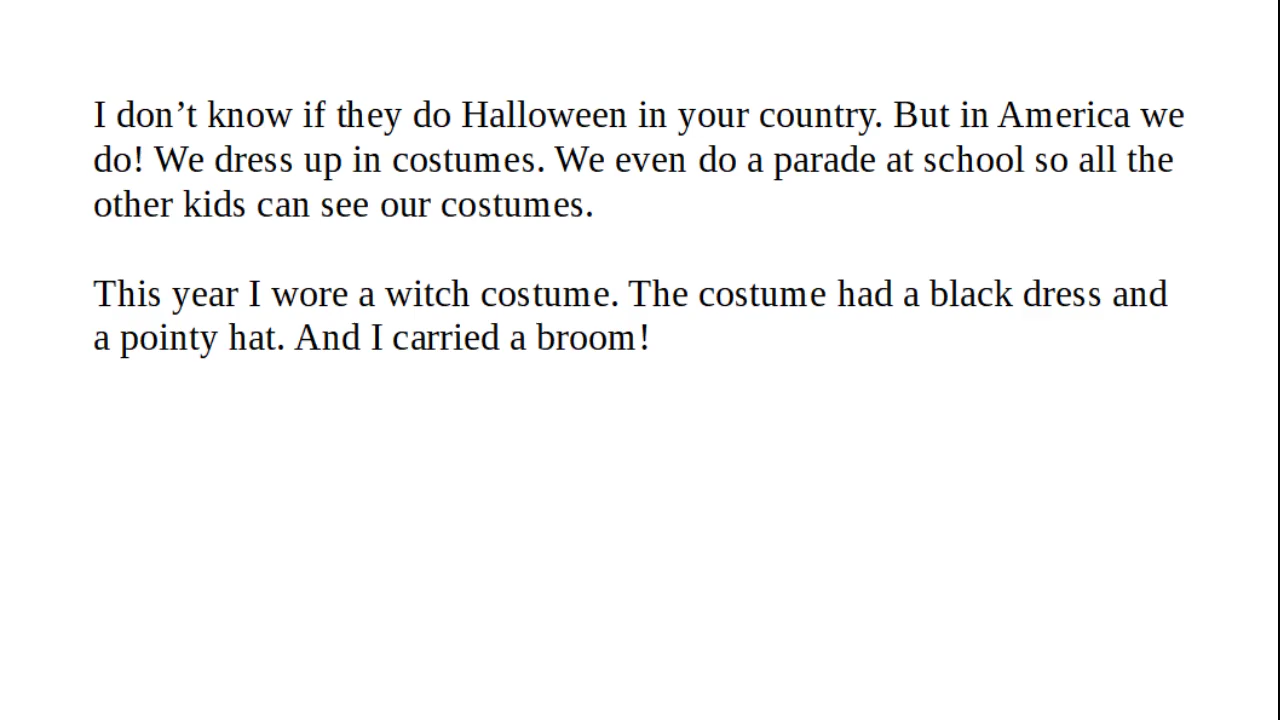 I don’t know if they do Halloween in your country. But in America we
do! We dress up in costumes. We even do a parade at school so all the
other kids can see our costumes.
This year I wore a witch costume. The costume had a black dress and
a pointy hat. And I carried a broom!